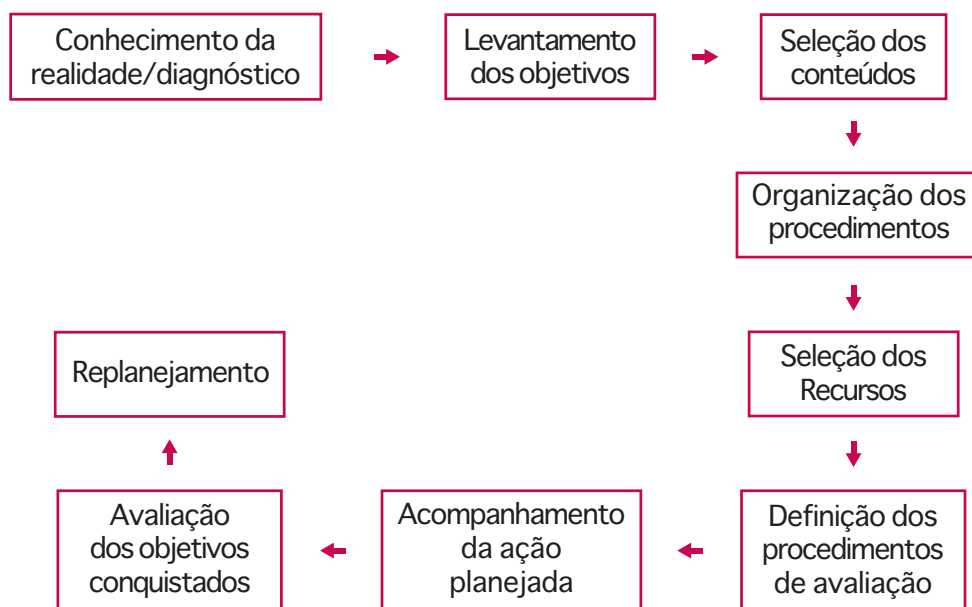 Conhecimento da
realidade/diagnóstico
Levantamento
dos objetivos
Seleção dos
conteúdos
Organização dos
procedimentos
Seleção dos
Recursos
Definição dos
procedimentos
de avaliação
Acompanhamento
da ação
planejada
Avaliação
dos objetivos
conquistados
Replanejamento